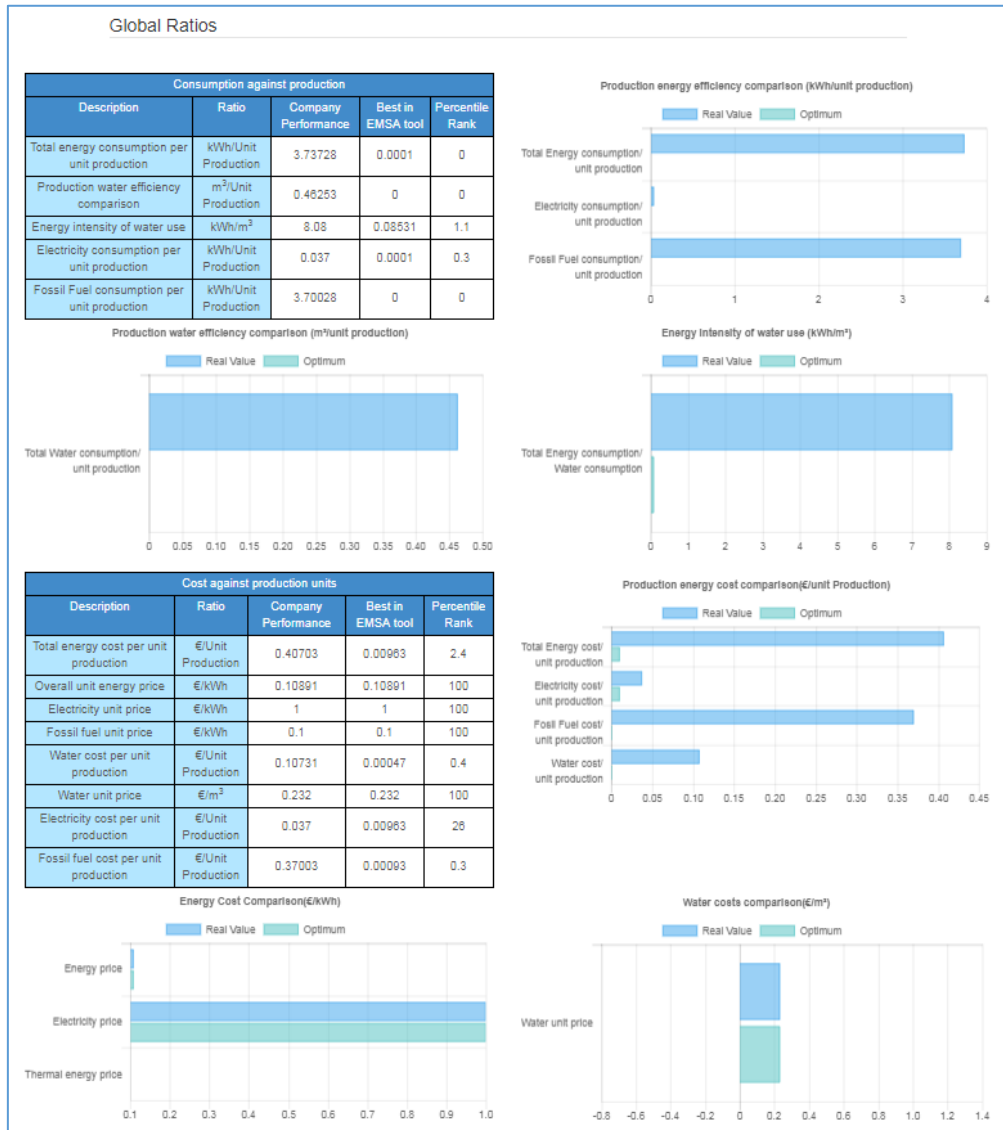 Global Ratios
Consumption against production
Description Ratio Company Performance Best in EMSA tool Percentile Rank
Total energy consumption per unit production kWh/Unit Production 3.73728 0.0001 0
Production water efficiency comparison m³/Unit Production 0.46253 0 0
Energy intensity of water use kWh/m³ 8.08 0.08531 1.1
Electricity consumption per unit production kWh/Unit Production 0.037 0.0001 0.3
Fossil Fuel consumption per unit production kWh/Unit Production 3.70028 0 0
Production energy efficiency comparison (kWh/unit production)
Real Value Optimum
Total Energy consumption/
unit production
Electricity consumption/
unit production
Fossil Fuel consumption/
unit production
0 1 2 3 4
Production water efficiency comparison (m³/unit production)
Real Value Optimum
Total Water consumption/
unit production
0 0.05 0.10 0.15 0.20 0.25 0.30 0.35 0.40 0.45 0.50
Energy Intensity of water use (kWh/m³)
Real Value Optimum
Total Energy consumption/
Water consumption
0 1 2 3 4 5 6 7 8 9
Cost against production units
Description Ratio Company Performance Best in EMSA tool Percentile Rank
Total energy cost per unit production €/Unit Production 0.40703 0.00963 2.4
Overall unit energy price €/kWh 0.10891 0.10891 100
Electricity unit price €/kWh 1 1 100
Fossil fuel unit price €/kWh 0.1 0.1 100
Water cost per unit production €/Unit Production 0.10731 0.00047 0.4
Water unit price €/m³ 0.232 0.232 100
Electricity cost per unit production €/Unit Production 0.037 0.00963 26
Fossil fuel cost per unit production €/Unit Production 0.37003 0.00093 0.3
Production energy cost comparison(€/unit Production)
Real Value Optimum
Total Energy cost/
unit production
Electricity cost/
unit production
Fosil Fuel cost/
unit production
Water cost/
unit production
0 0.05 0.10 0.15 0.20 0.25 0.30 0.35 0.40 0.45
Energy Cost Comparison(€/kWh)
Real Value Optimum
Energy price
Electricity price
Thermal energy price
0.1 0.2 0.3 0.4 0.5 0.6 0.7 0.8 0.9 1.0
Water costs comparison(€/m³)
Real Value Optimum
Water unit price
-0.8 -0.6 -0.4 -0.2 0 0.2 0.4 0.6 0.8 1.0 1.2 1.4